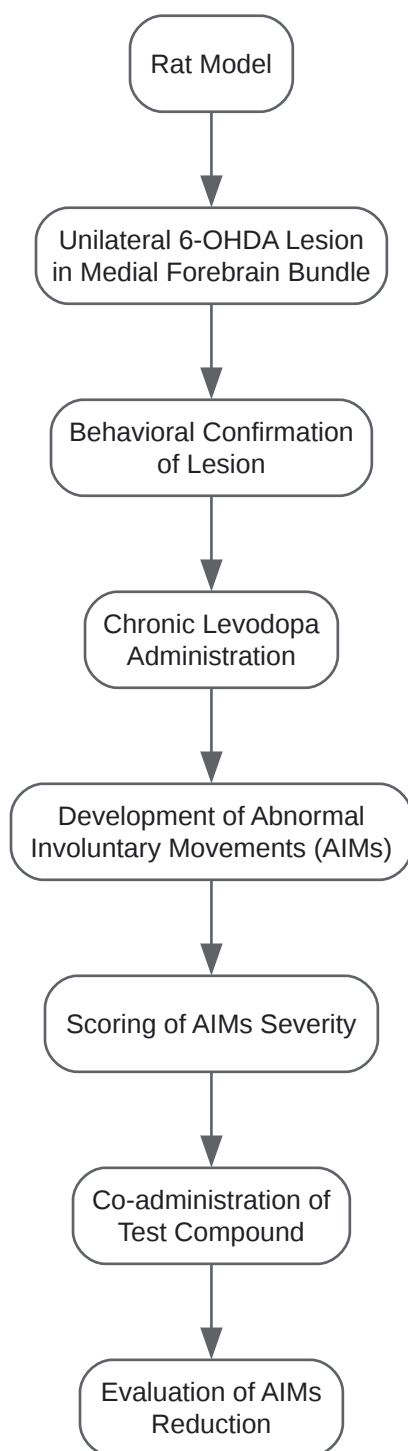 Rat Model
Unilateral 6-OHDA Lesion
in Medial Forebrain Bundle
Behavioral Confirmation
of Lesion
Chronic Levodopa
Administration
Development of Abnormal
Involuntary Movements (AIMs)
Scoring of AIMs Severity
Co-administration of
Test Compound
Evaluation of AIMs
Reduction